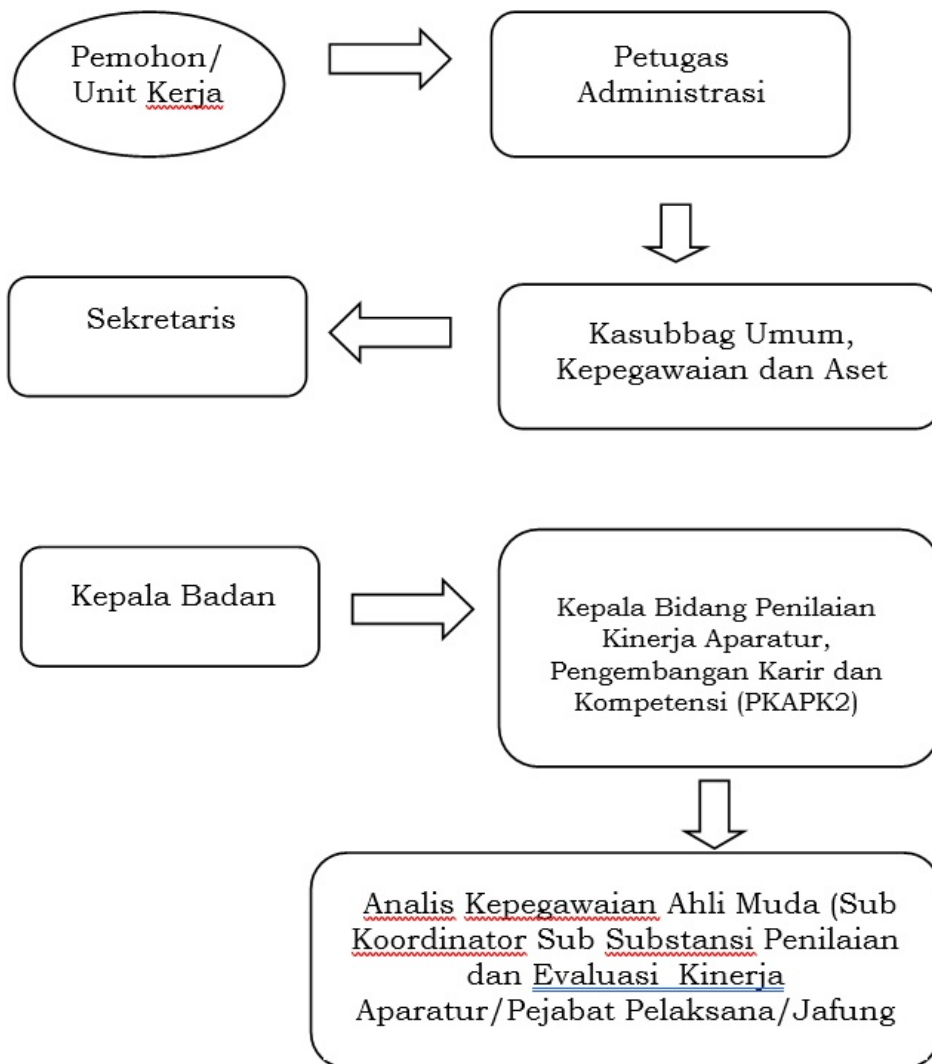 Pemohon/
Unit Kerja
Petugas
Administrasi
Sekretaris
Kasubbag Umum,
Kepegawaian dan Aset
Kepala Badan
Kepala Bidang Penilaian
Kinerja Aparatur,
Pengembangan Karir dan
Kompetensi (PKAPK2)
Analis Kepegawaian Ahli Muda (Sub
Koordinator Sub Substansi Penilaian
dan Evaluasi Kinerja
Aparatur/Pejabat Pelaksana/Jafung